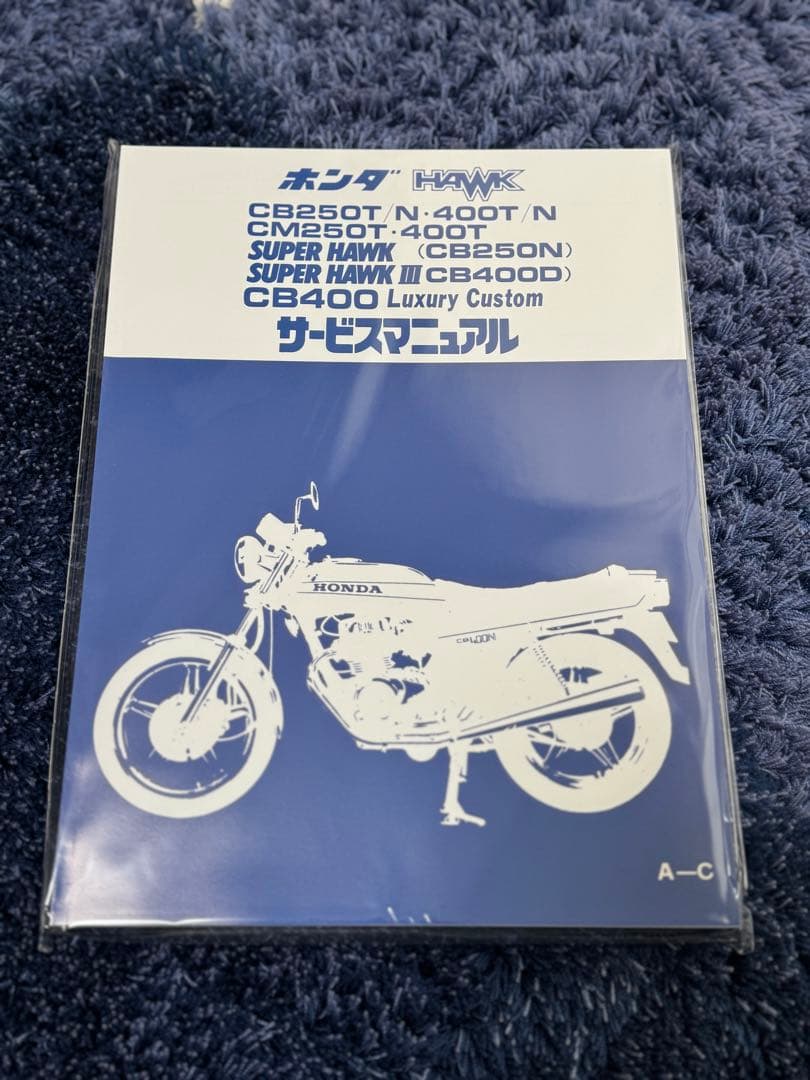 ホンダ HAWK
CB250T/N・400T/N
CM250T・400T
SUPER HAWK (CB250N)
SUPER HAWK III CB400D)
CB400 Luxury Custom
サービスマニュアル
HONDA
CB400N
A—C